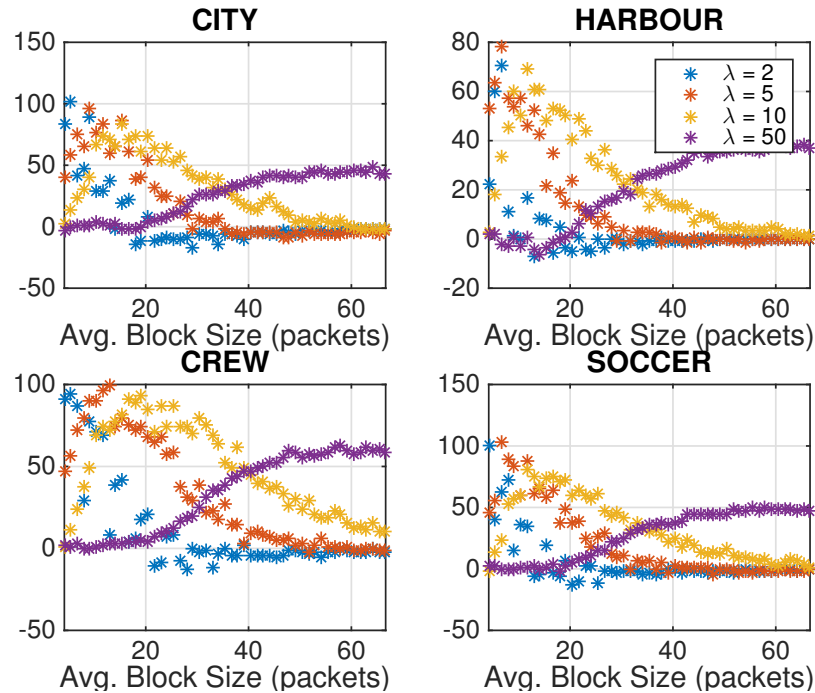 CITY
150
100
50
0
-50
20
40
60
Avg. Block Size (packets)
HARBOUR
80
60
40
20
0
-20
20
40
60
Avg. Block Size (packets)
λ = 2
λ = 5
λ = 10
λ = 50
CREW
100
50
0
-50
20
40
60
Avg. Block Size (packets)
SOCCER
150
100
50
0
-50
20
40
60
Avg. Block Size (packets)